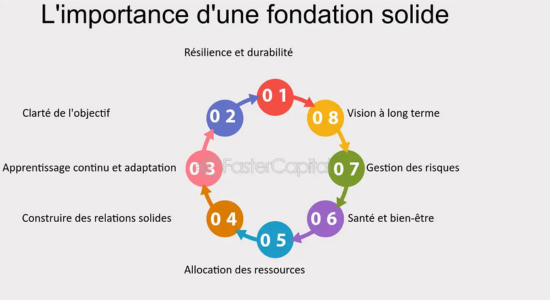 L'importance d'une fondation solide
Résilience et durabilité
0 1
Clarté de l'objectif
0 2
0 8
Vision à long terme
Apprentissage continu et adaptation
0 3
FasterCapital
0 7
Gestion des risques
Construire des relations solides
0 4
0 6
Santé et bien-être
0 5
Allocation des ressources